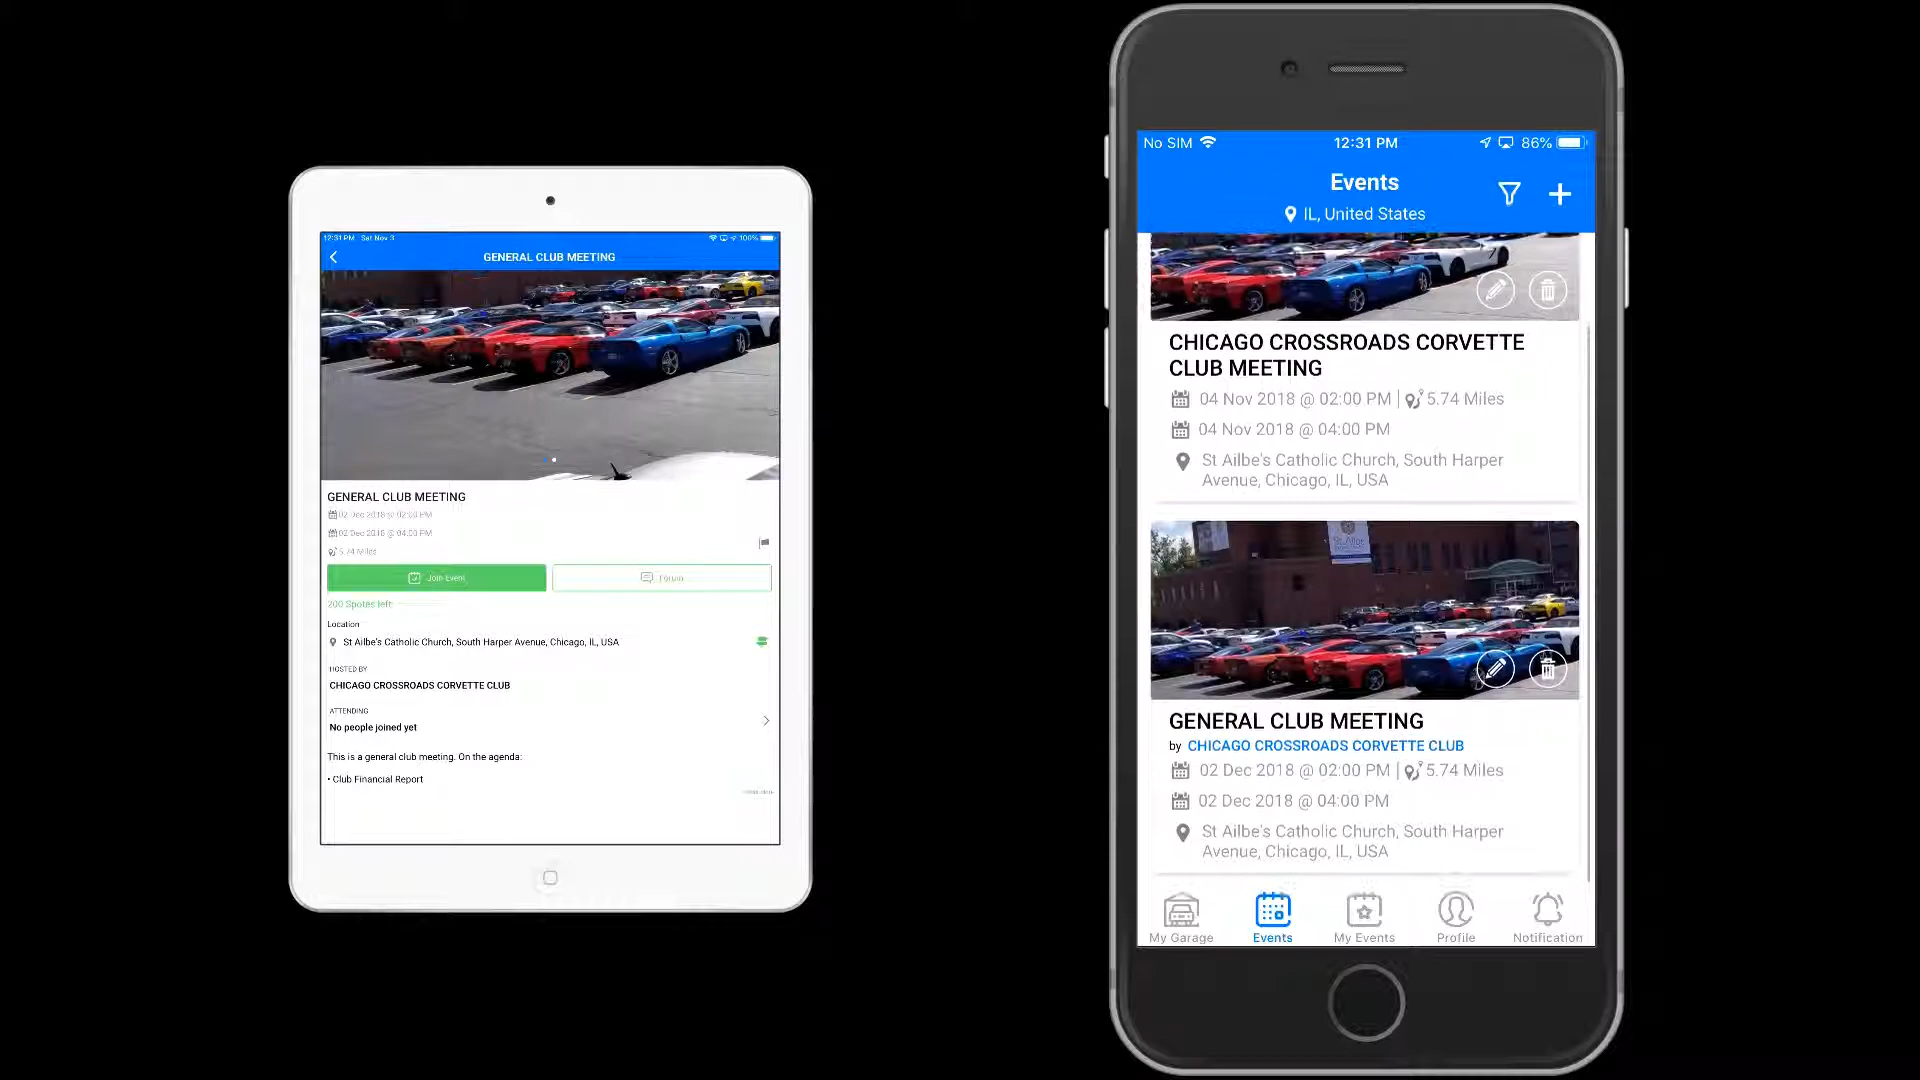 12:31 PM Sat Nov 3
100%
GENERAL CLUB MEETING
GENERAL CLUB MEETING
02 Dec 2018 @ 02:00 PM
02 Dec 2018 @ 04:00 PM
5.74 Miles
Join Event
Forum
200 Spotes left
Location
St Ailbe's Catholic Church, South Harper Avenue, Chicago, IL, USA
HOSTED BY
CHICAGO CROSSROADS CORVETTE CLUB
ATTENDING
No people joined yet
This is a general club meeting. On the agenda:
• Club Financial Report
No SIM
12:31 PM
86%
Events
IL, United States
CHICAGO CROSSROADS CORVETTE
CLUB MEETING
04 Nov 2018 @ 02:00 PM | 5.74 Miles
04 Nov 2018 @ 04:00 PM
St Ailbe's Catholic Church, South Harper
Avenue, Chicago, IL, USA
St. Ailbe
GENERAL CLUB MEETING
by CHICAGO CROSSROADS CORVETTE CLUB
02 Dec 2018 @ 02:00 PM | 5.74 Miles
02 Dec 2018 @ 04:00 PM
St Ailbe's Catholic Church, South Harper
Avenue, Chicago, IL, USA
My Garage
Events
My Events
Profile
Notification